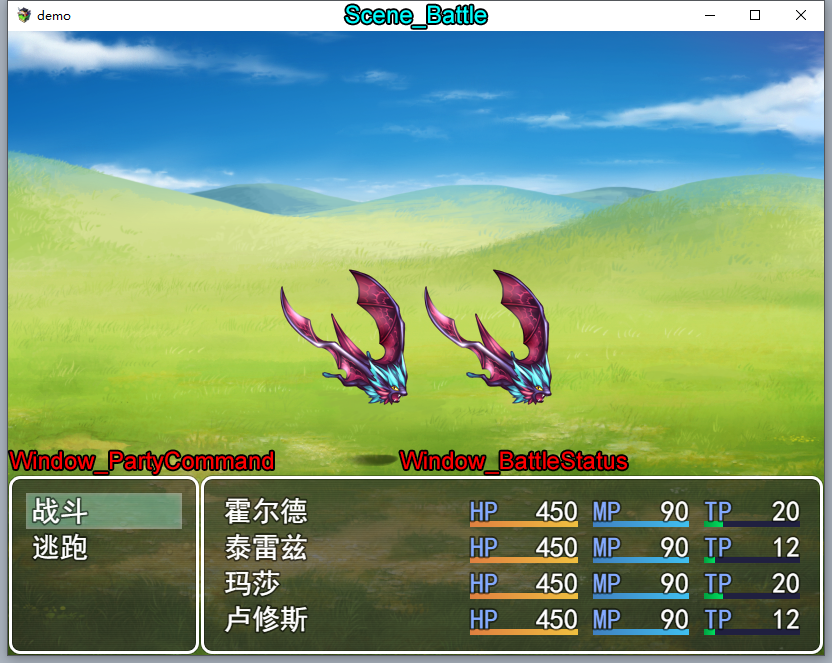 demo
Scene_Battle
Window_PartyCommand
Window_BattleStatus
战斗
逃跑
霍尔德 HP 450 MP 90 TP 20
泰雷兹 HP 450 MP 90 TP 12
玛莎 HP 450 MP 90 TP 20
卢修斯 HP 450 MP 90 TP 12